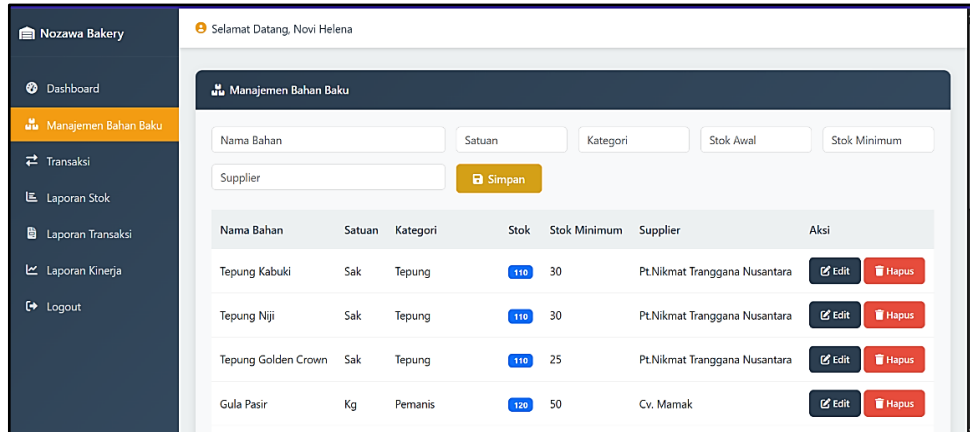 Nozawa Bakery
Selamat Datang, Novi Helena
Dashboard
Manajemen Bahan Baku
Transaksi
Laporan Stok
Laporan Transaksi
Laporan Kinerja
Logout
Manajemen Bahan Baku
Nama Bahan Satuan Kategori Stok Awal Stok Minimum
Supplier Simpan
Nama Bahan Satuan Kategori Stok Stok Minimum Supplier Aksi
Tepung Kabuki Sak Tepung 110 30 Pt.Nikmat Tranggana Nusantara Edit Hapus
Tepung Niji Sak Tepung 110 30 Pt.Nikmat Tranggana Nusantara Edit Hapus
Tepung Golden Crown Sak Tepung 110 25 Pt.Nikmat Tranggana Nusantara Edit Hapus
Gula Pasir Kg Pemanis 120 50 Cv. Mamak Edit Hapus